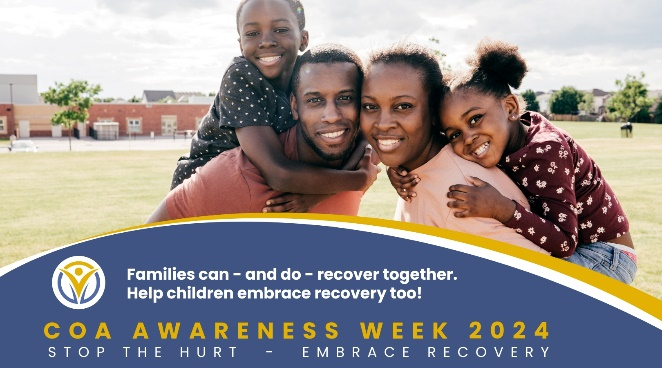 Families can - and do - recover together.
Help children embrace recovery too!
COA AWARENESS WEEK 2024
STOP THE HURT - EMBRACE RECOVERY